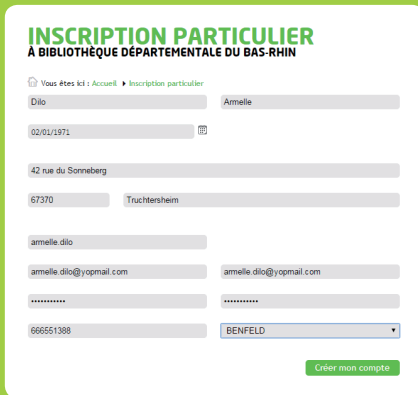 INSCRIPTION PARTICULIER
À BIBLIOTHÈQUE DÉPARTEMENTALE DU BAS-RHIN
Vous êtes ici : Accueil ▸ Inscription particulier
Dilo Armelle
02/01/1971
42 rue du Sonneberg
67370 Truchtersheim
armelle.dilo
armelle.dilo@yopmail.com armelle.dilo@yopmail.com
••••••••••• •••••••••••
666551388 BENFELD
Créer mon compte